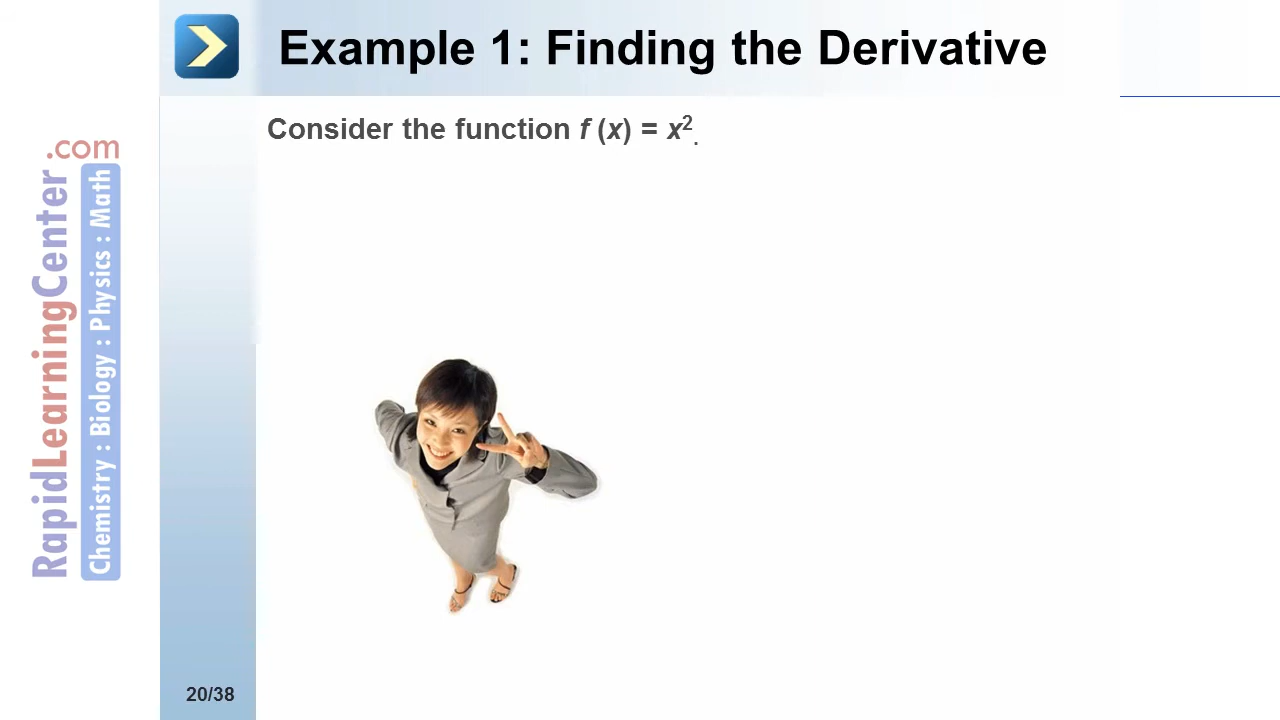 Example 1: Finding the Derivative
Consider the function f (x) = x².
RapidLearningCenter.com
Chemistry : Biology : Physics : Math
20/38